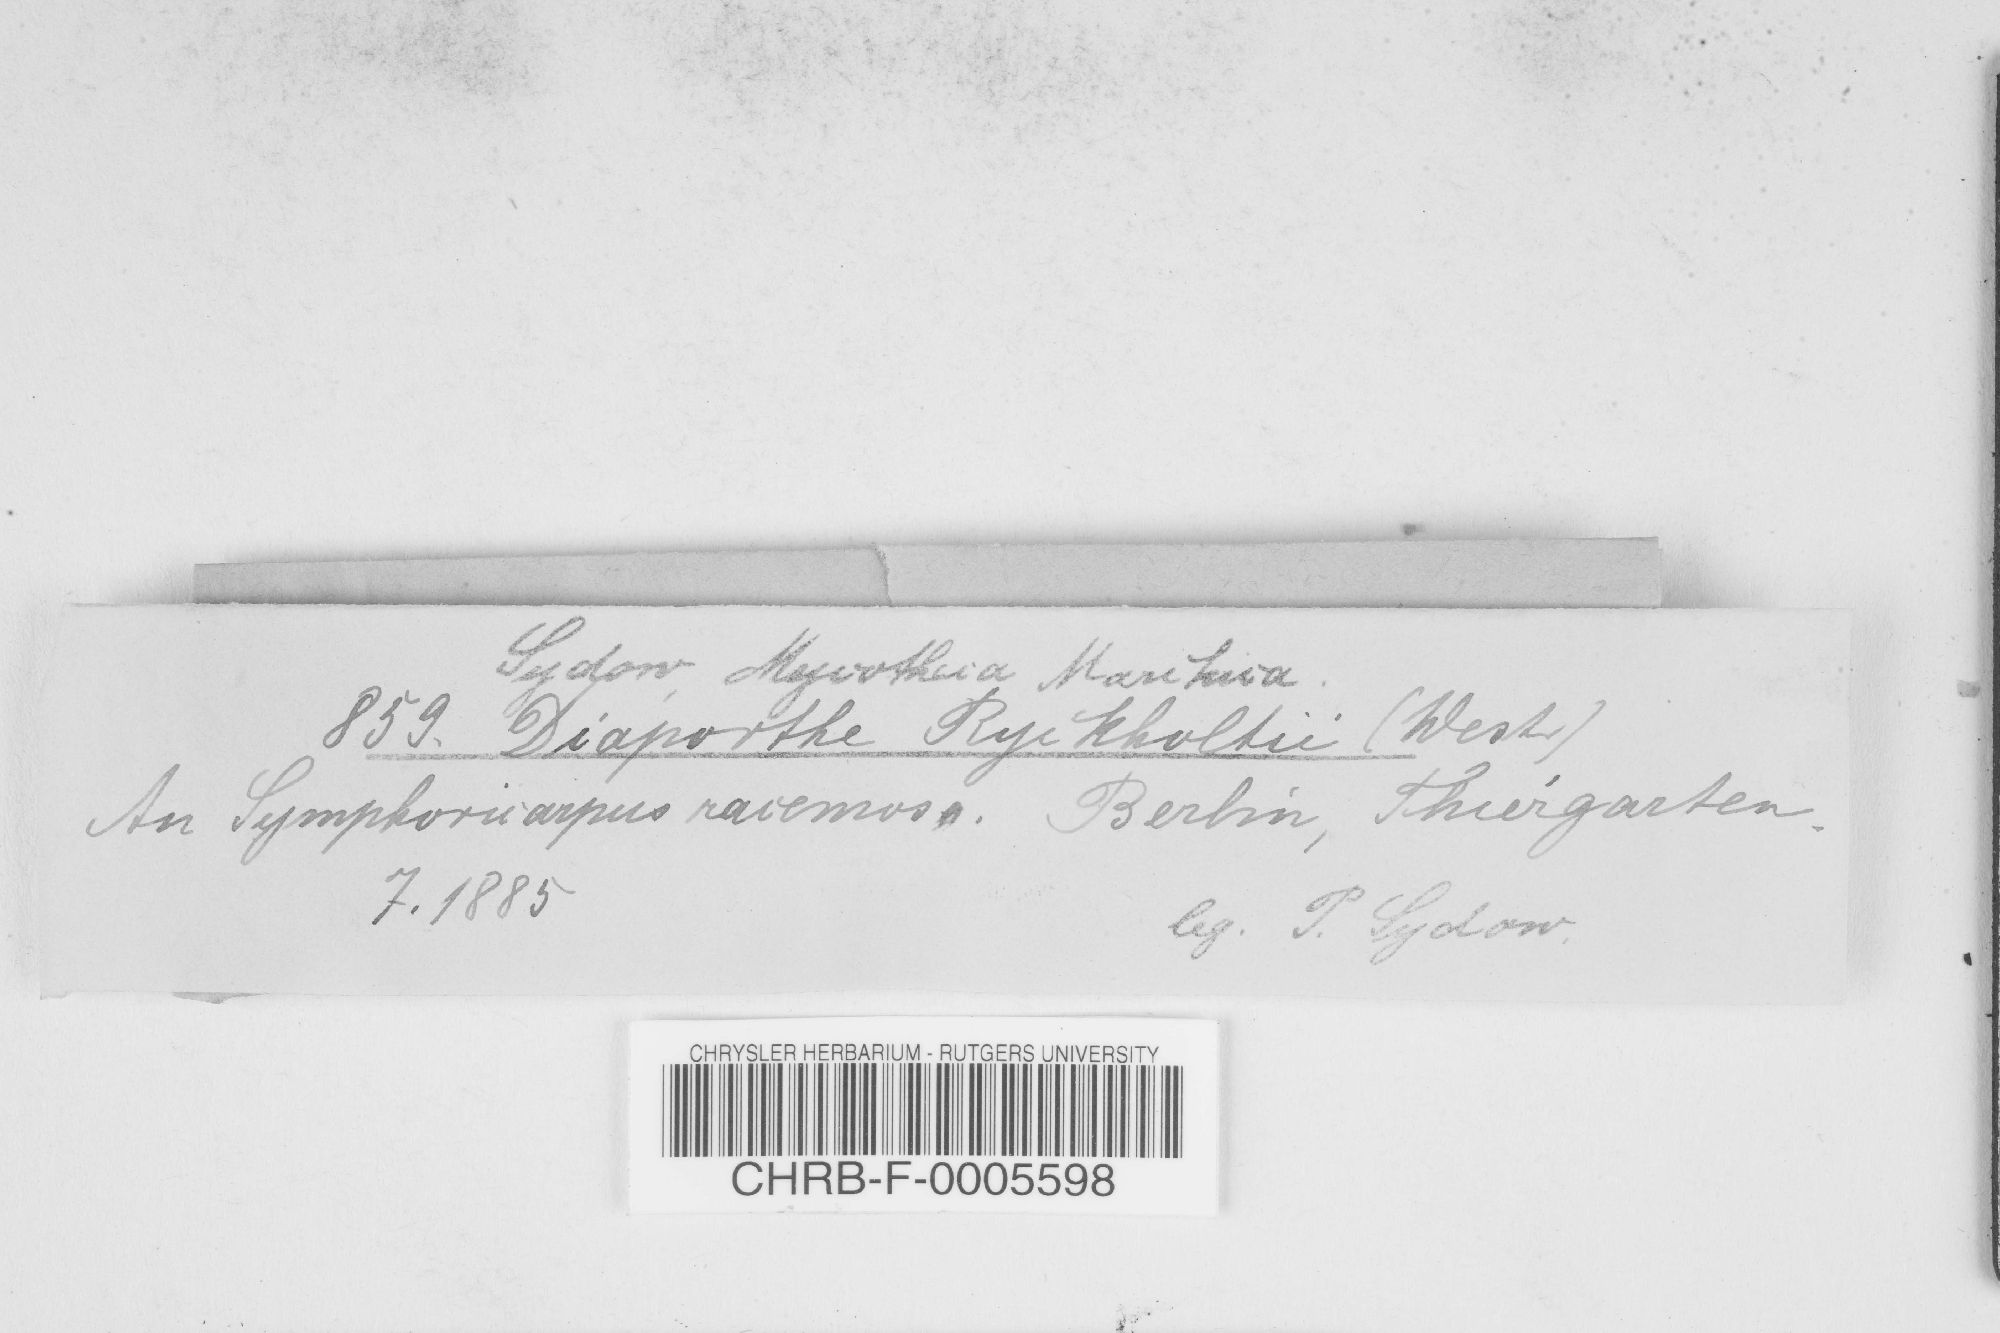 Sydow, Mycotheca Marchica.
859. Diaporthe Ryckholtii (West.)
An Symphoricarpus racemosa. Berlin, Thiergarten.
7. 1885
leg. P. Sydow.
CHRYSLER HERBARIUM - RUTGERS UNIVERSITY
CHRB-F-0005598